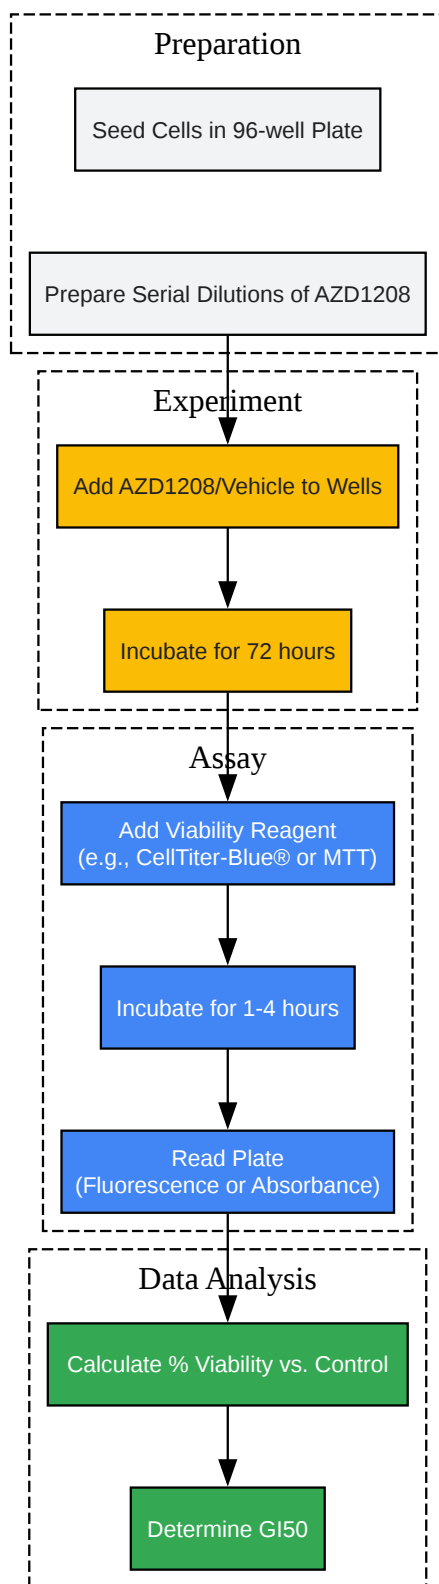 Preparation
Seed Cells in 96-well Plate
Prepare Serial Dilutions of AZD1208
Experiment
Add AZD1208/Vehicle to Wells
Incubate for 72 hours
Assay
Add Viability Reagent
(e.g., CellTiter-Blue® or MTT)
Incubate for 1-4 hours
Read Plate
(Fluorescence or Absorbance)
Data Analysis
Calculate % Viability vs. Control
Determine GI50